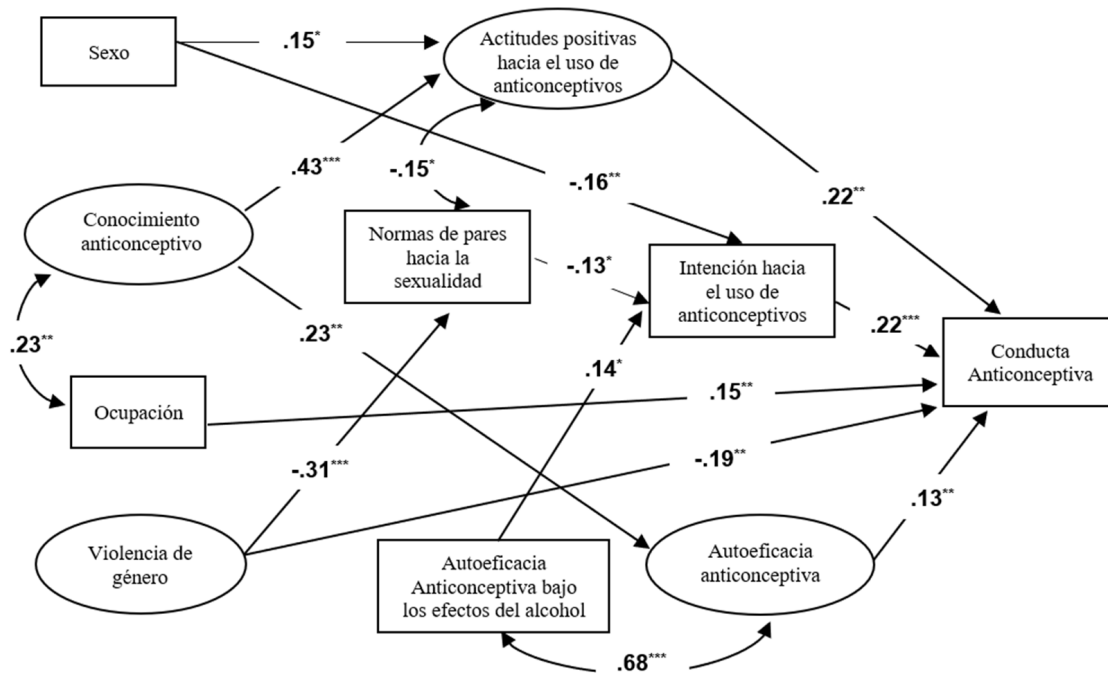 Sexo
.15*
Actitudes positivas
hacia el uso de
anticonceptivos
.43***
-.15*
-.16**
.22**
Conocimiento
anticonceptivo
Normas de pares
hacia la
sexualidad
-.13*
Intención hacia
el uso de
anticonceptivos
.22***
.23**
.23**
.14*
Conducta
Anticonceptiva
Ocupación
.15**
-.31***
-.19**
.13**
Violencia de
género
Autoeficacia
Anticonceptiva bajo
los efectos del alcohol
Autoeficacia
anticonceptiva
.68***